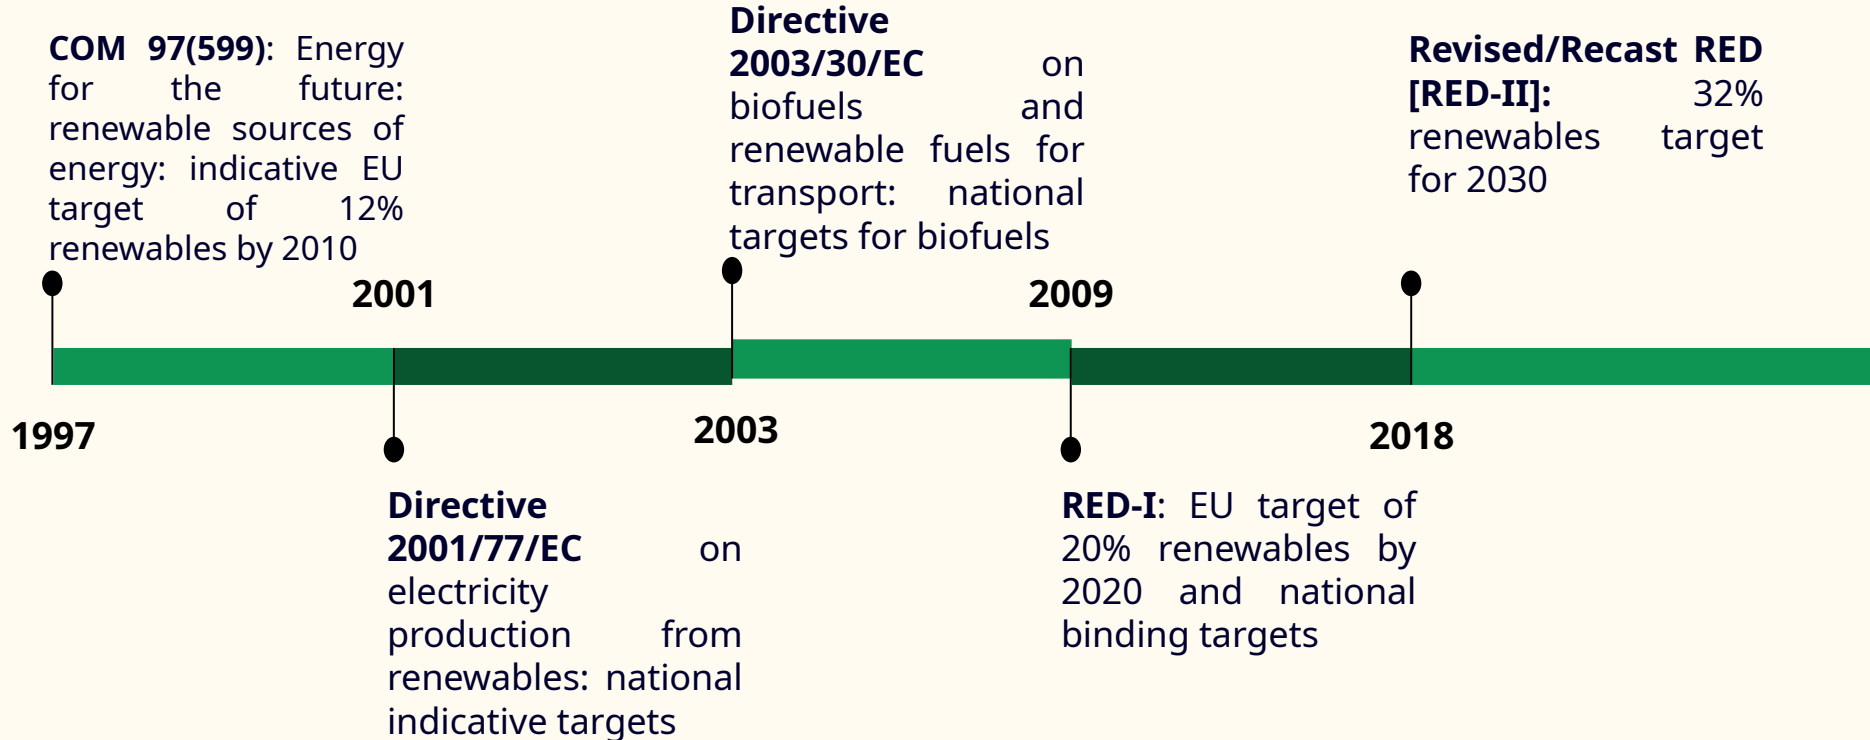 COM 97(599): Energy
for the future:
renewable sources of
energy: indicative EU
target of 12%
renewables by 2010
1997
2001
Directive
2001/77/EC on
electricity
production from
renewables: national
indicative targets
Directive
2003/30/EC on
biofuels and
renewable fuels for
transport: national
targets for biofuels
2003
2009
RED-I: EU target of
20% renewables by
2020 and national
binding targets
Revised/Recast RED
[RED-II]: 32%
renewables target
for 2030
2018